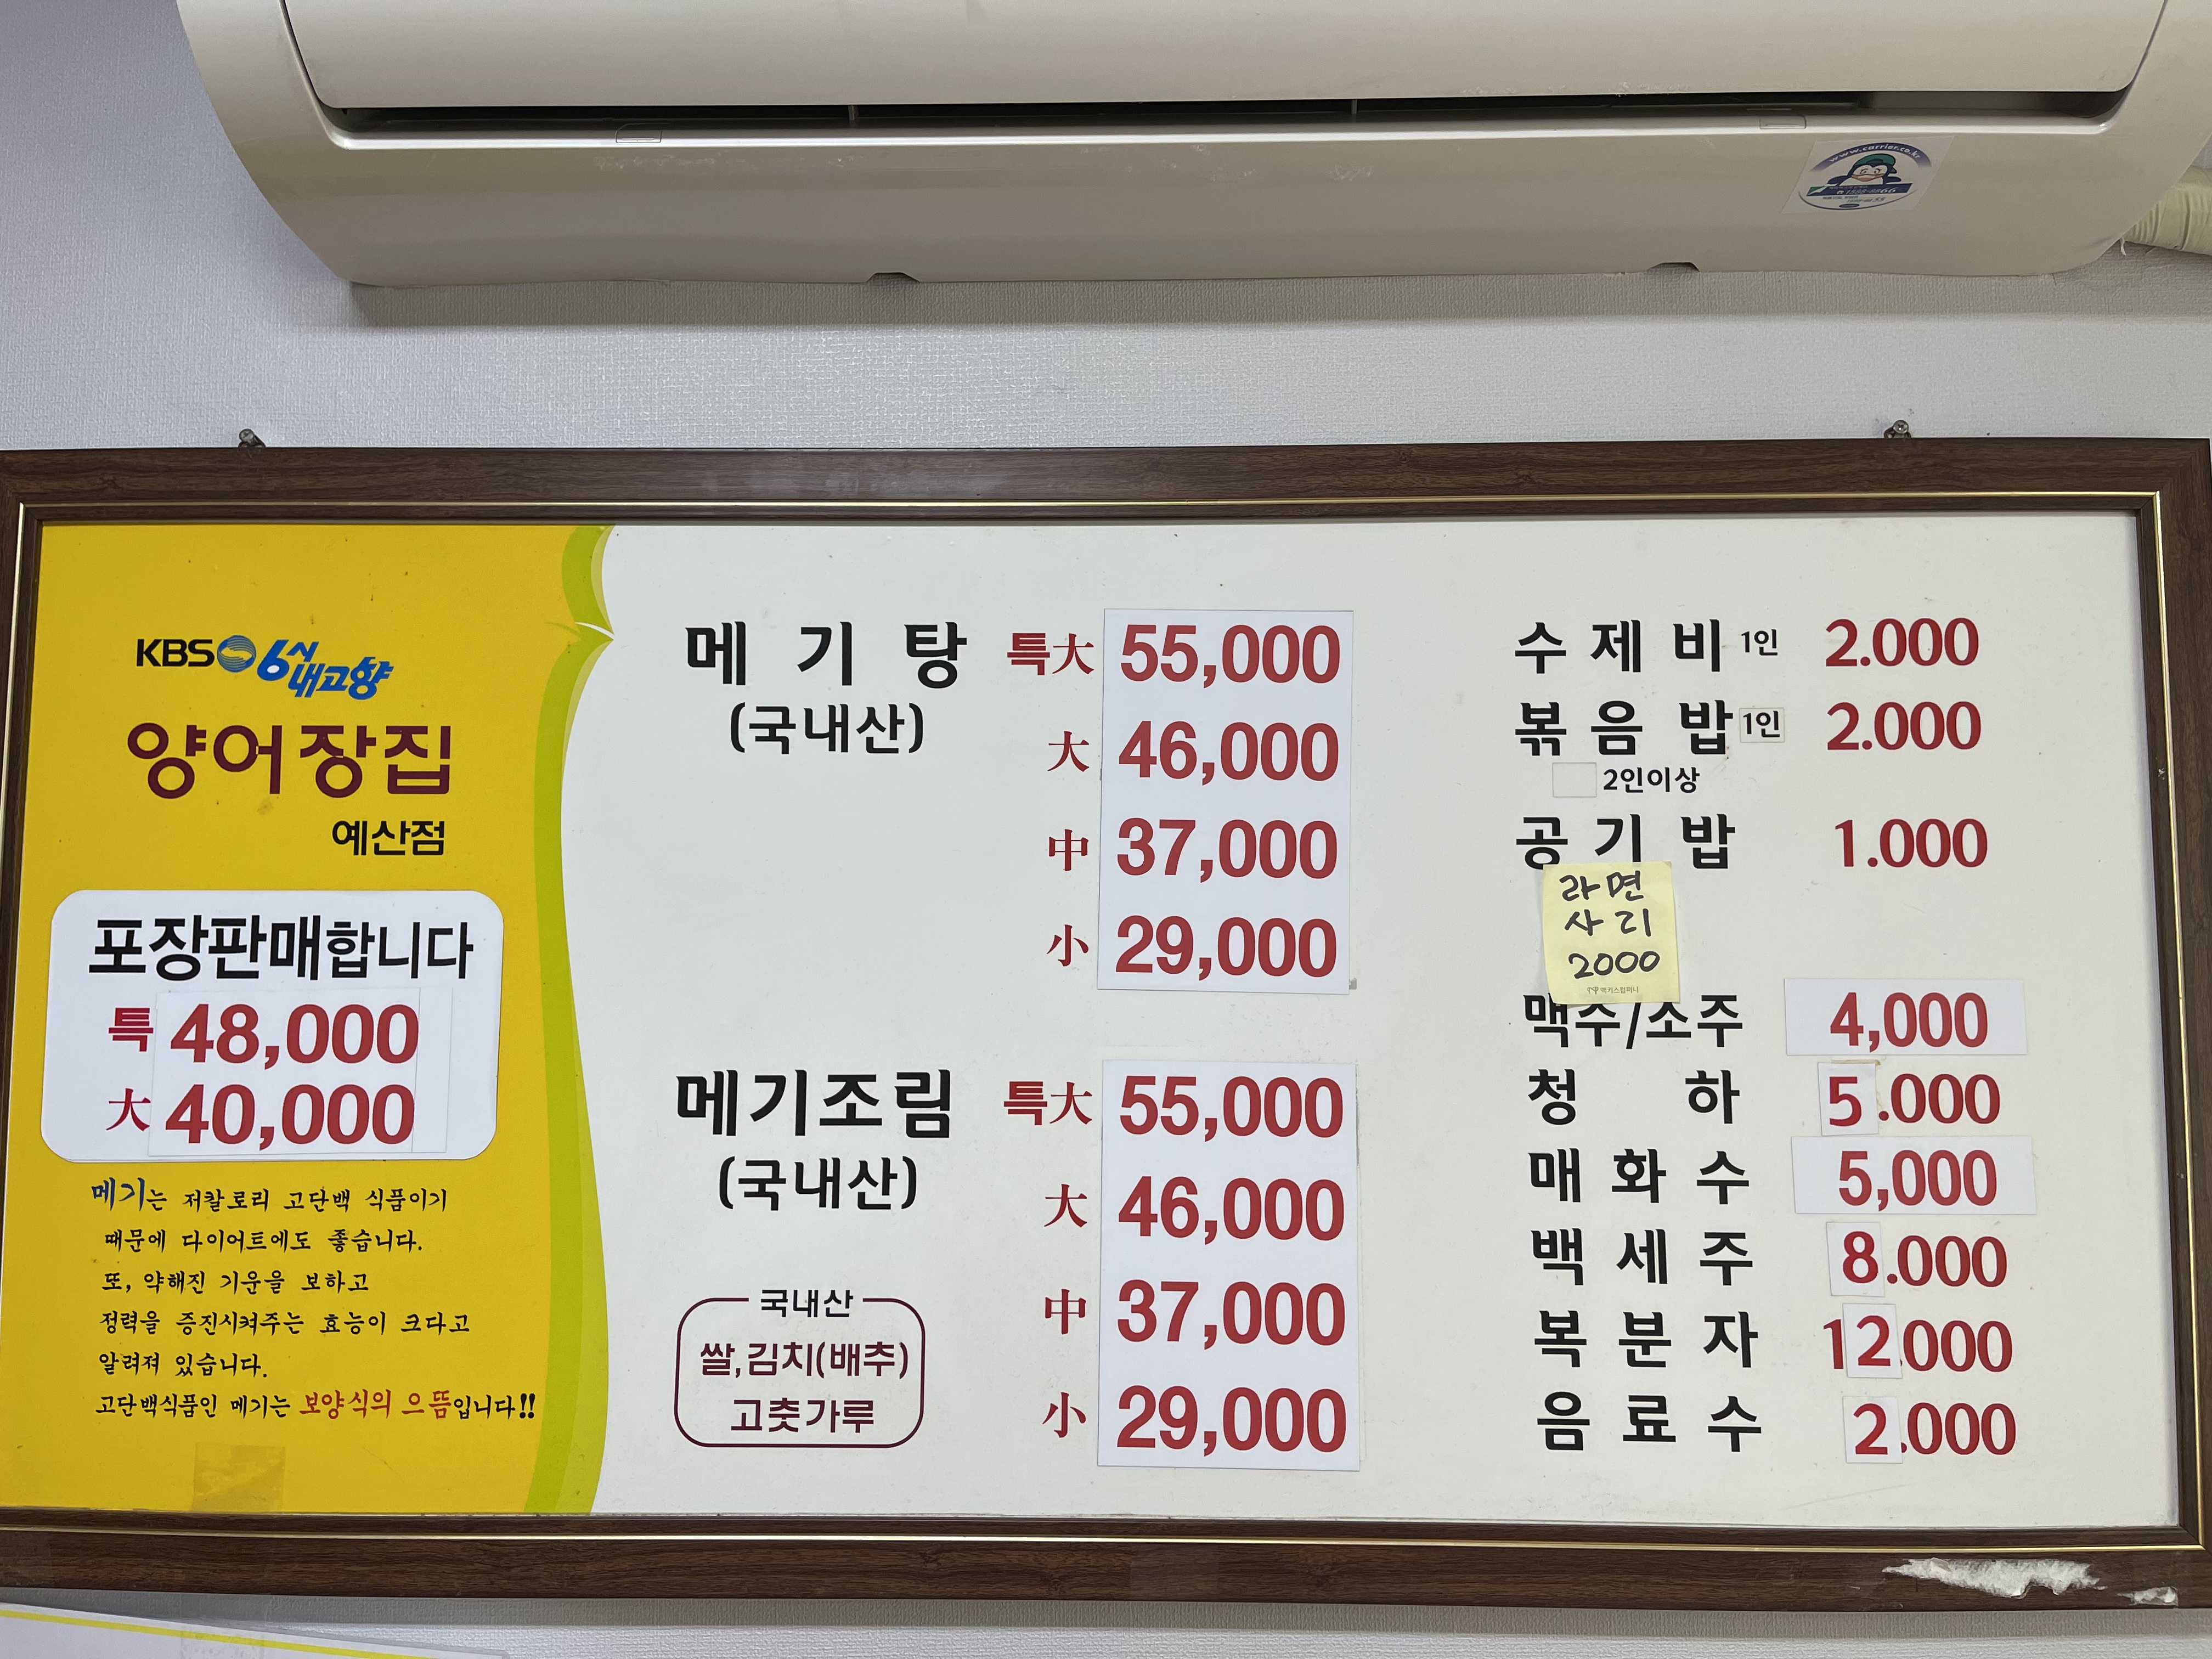 www.carrier.co.kr
KBS 6시
내고향
양어장집
예산점
포장판매합니다
특 48,000
大 40,000
메기는 저칼로리 고단백 식품이기
때문에 다이어트에도 좋습니다.
또, 약해진 기운을 보하고
정력을 증진시켜주는 효능이 크다고
알려져 있습니다.
고단백식품인 메기는 보양식의 으뜸입니다!!
메기탕 특大 55,000
(국내산)
大 46,000
中 37,000
小 29,000
메기조림 특大 55,000
(국내산)
大 46,000
中 37,000
小 29,000
국내산
쌀,김치(배추)
고춧가루
수제비 1인 2.000
볶음밥 1인 2.000
2인이상
공기밥 1.000
라면
사리
2000
맥주/소주 4,000
청하 5.000
매화수 5,000
백세주 8.000
복분자 12.000
음료수 2.000